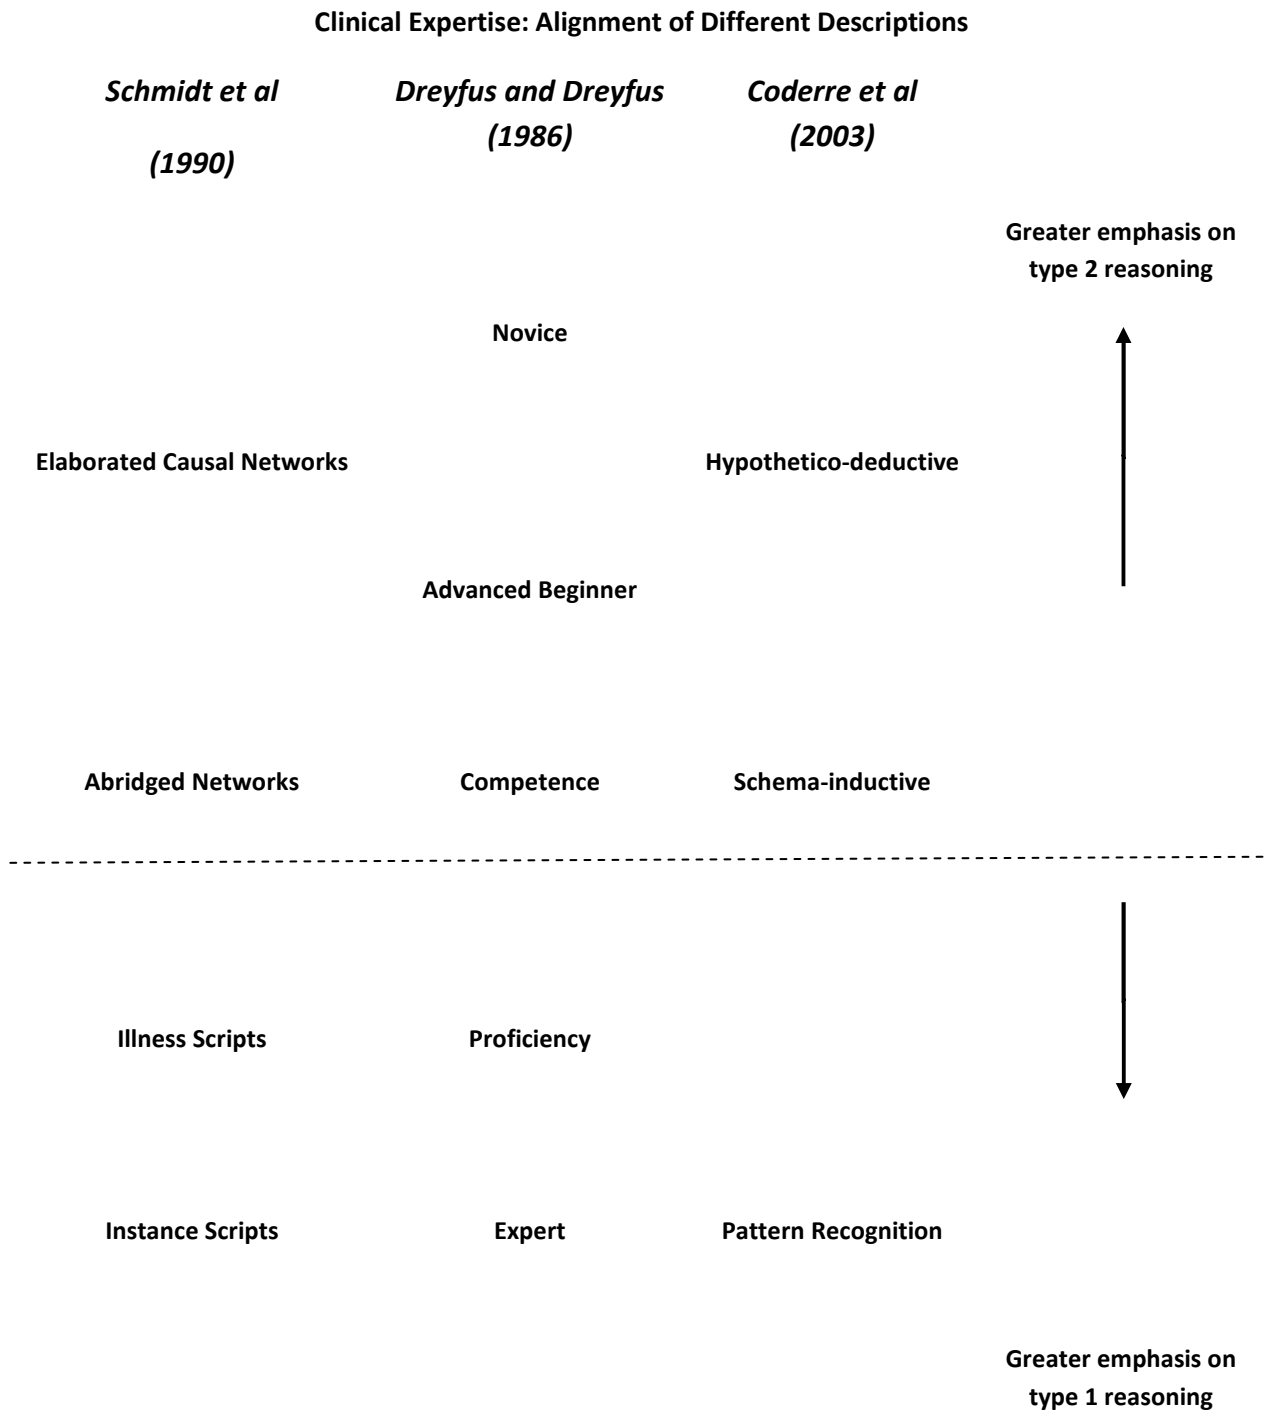 Clinical Expertise: Alignment of Different Descriptions
Schmidt et al
(1990)
Dreyfus and Dreyfus
(1986)
Coderre et al
(2003)
Greater emphasis on
type 2 reasoning
Novice
Elaborated Causal Networks
Hypothetico-deductive
Advanced Beginner
Abridged Networks
Competence
Schema-inductive
Illness Scripts
Proficiency
Instance Scripts
Expert
Pattern Recognition
Greater emphasis on
type 1 reasoning